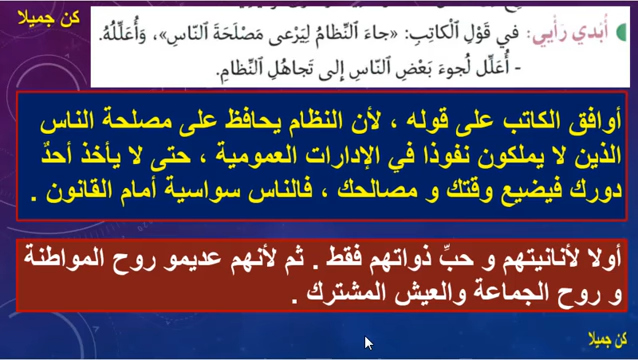 كن جميلا
أُبْدي رَأْيي: في قَوْلِ ٱلْكاتِبِ: «جاءَ ٱلنِّظامُ لِيَرْعى مَصْلَحَةَ ٱلنّاسِ»، وَأُعَلِّلُهُ.
- أُعَلِّل لُجوءَ بَعْضِ ٱلنّاسِ إِلى تَجاهُلِ ٱلنِّظامِ.
أوافق الكاتب على قوله ، لأن النظام يحافظ على مصلحة الناس
الذين لا يملكون نفوذا في الإدارات العمومية ، حتى لا يأخذ أحدٌ
دورك فيضيع وقتك و مصالحك ، فالناس سواسية أمام القانون .
أولا لأنانيتهم و حبِّ ذواتهم فقط . ثم لأنهم عديمو روح المواطنة
و روح الجماعة والعيش المشترك .
كن جميلا